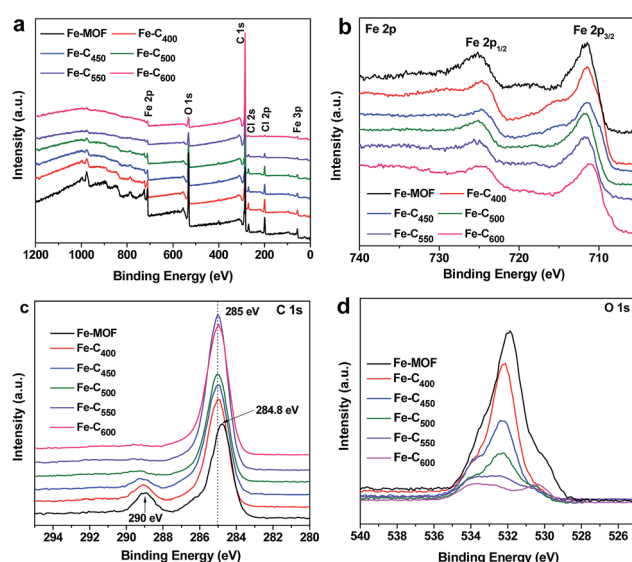 a
Fe-MOF Fe-C400
Fe-C450 Fe-C500
Fe-C550 Fe-C600
Fe 2p
O 1s
C 1s
Cl 2s
Cl 2p
Fe 3p
Intensity (a.u.)
1200 1000 800 600 400 200 0
Binding Energy (eV)
b
Fe 2p
Fe 2p1/2
Fe 2p3/2
Fe-MOF Fe-C400
Fe-C450 Fe-C500
Fe-C550 Fe-C600
Intensity (a.u.)
740 730 720 710
Binding Energy (eV)
c
C 1s
285 eV
Fe-MOF
Fe-C400
Fe-C450
Fe-C500
Fe-C550
Fe-C600
284.8 eV
290 eV
Intensity (a.u.)
294 292 290 288 286 284 282 280
Binding Energy (eV)
d
O 1s
Fe-MOF
Fe-C400
Fe-C450
Fe-C500
Fe-C550
Fe-C600
Intensity (a.u.)
540 538 536 534 532 530 528 526
Binding Energy (eV)